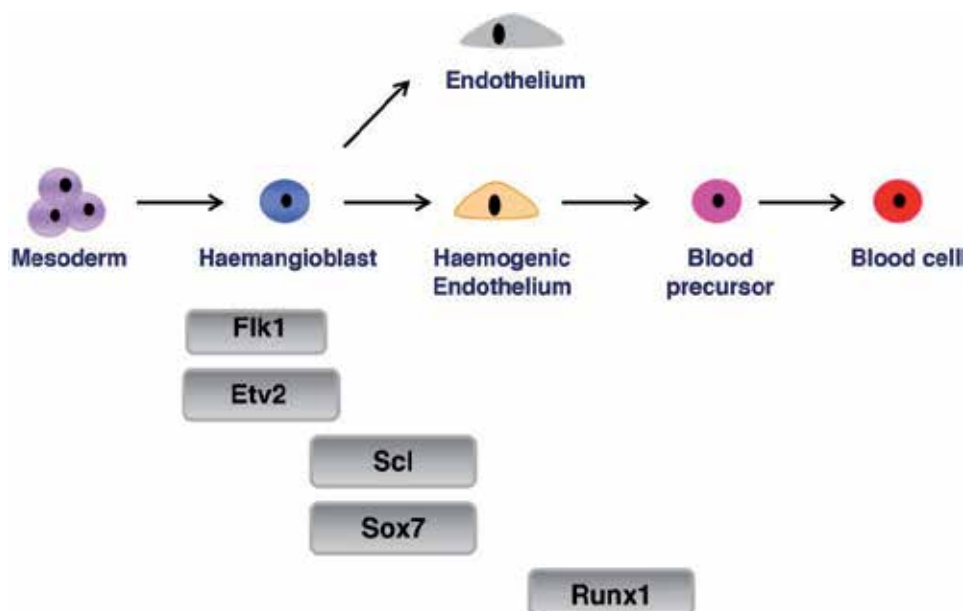 Endothelium
Mesoderm
Haemangioblast
Haemogenic
Endothelium
Blood
precursor
Blood cell
Flk1
Etv2
Scl
Sox7
Runx1